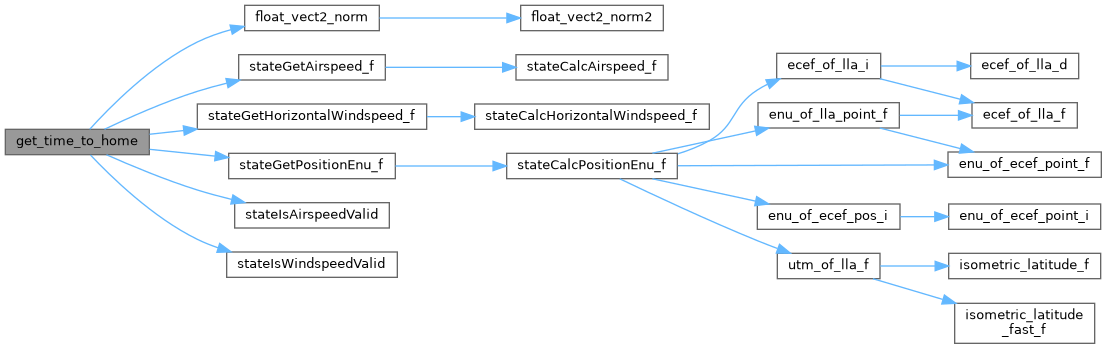 get_time_to_home
float_vect2_norm
float_vect2_norm2
stateGetAirspeed_f
stateCalcAirspeed_f
stateGetHorizontalWindspeed_f
stateCalcHorizontalWindspeed_f
stateGetPositionEnu_f
stateCalcPositionEnu_f
ecef_of_lla_i
ecef_of_lla_d
ecef_of_lla_f
enu_of_lla_point_f
enu_of_ecef_point_f
enu_of_ecef_pos_i
enu_of_ecef_point_i
utm_of_lla_f
isometric_latitude_f
isometric_latitude
_fast_f
stateIsAirspeedValid
stateIsWindspeedValid